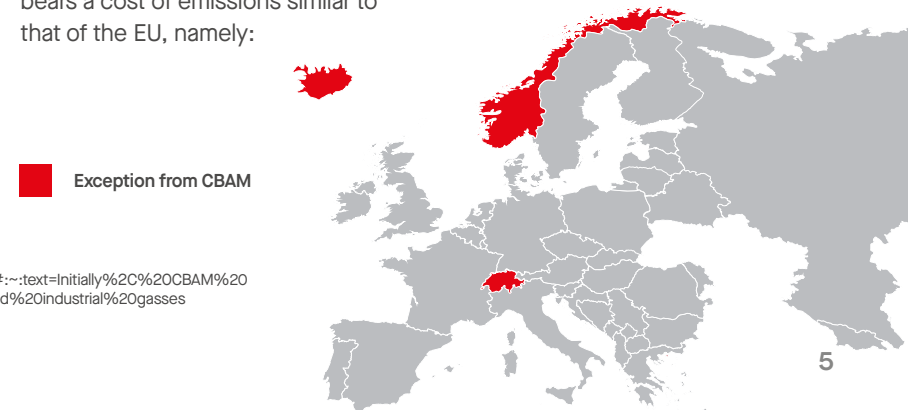 bears a cost of emissions similar to
that of the EU, namely:
Exception from CBAM
#:~:text=Initially%2C%20CBAM%20
d%20industrial%20gasses
5